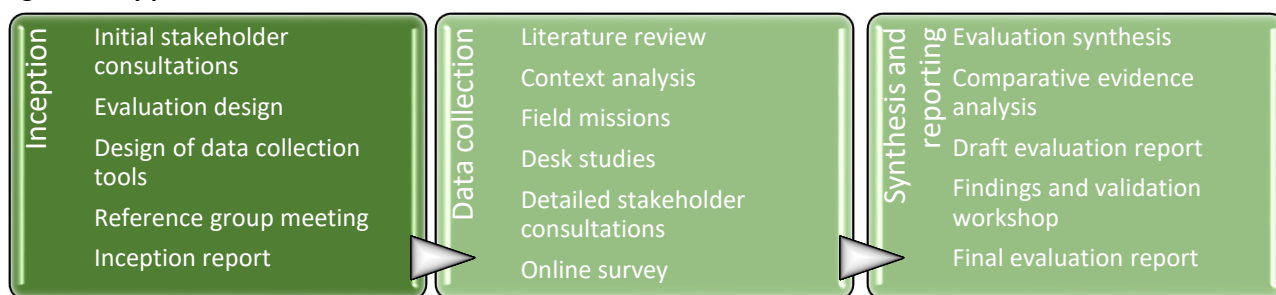 Inception
Initial stakeholder
consultations
Evaluation design
Design of data collection
tools
Reference group meeting
Inception report
Data collection
Literature review
Context analysis
Field missions
Desk studies
Detailed stakeholder
consultations
Online survey
Synthesis and
reporting
Evaluation synthesis
Comparative evidence
analysis
Draft evaluation report
Findings and validation
workshop
Final evaluation report